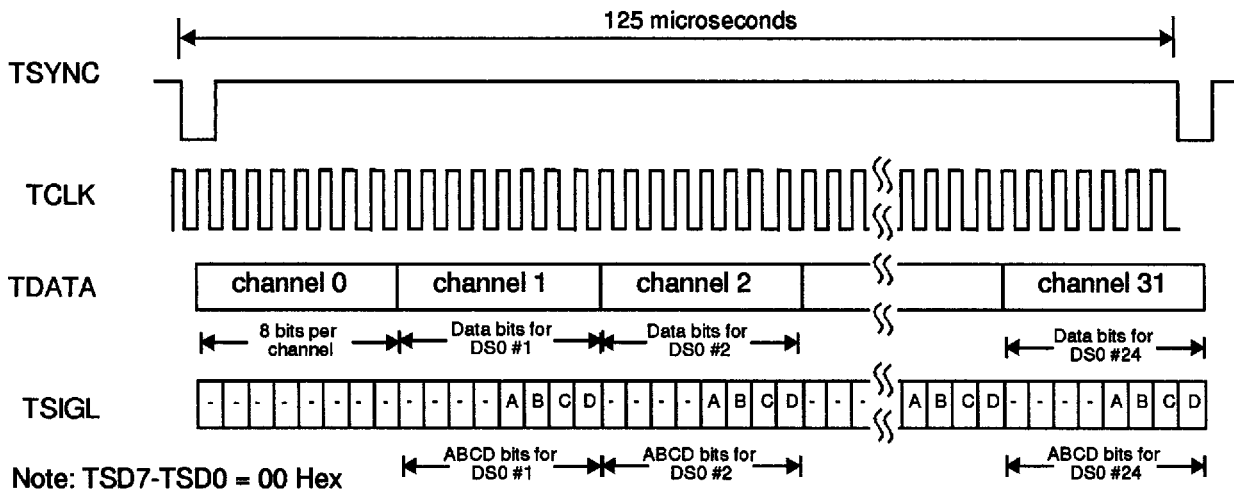 125 microseconds
TSYNC
TCLK
TDATA
channel 0
channel 1
channel 2
channel 31
8 bits per
channel
Data bits for
DS0 #1
Data bits for
DS0 #2
Data bits for
DS0 #24
TSIGL
- - - - - - - - - - - - A B C D - - - - A B C D - - - A B C D - - - - A B C D
ABCD bits for
DS0 #1
ABCD bits for
DS0 #2
ABCD bits for
DS0 #24
Note: TSD7-TSD0 = 00 Hex